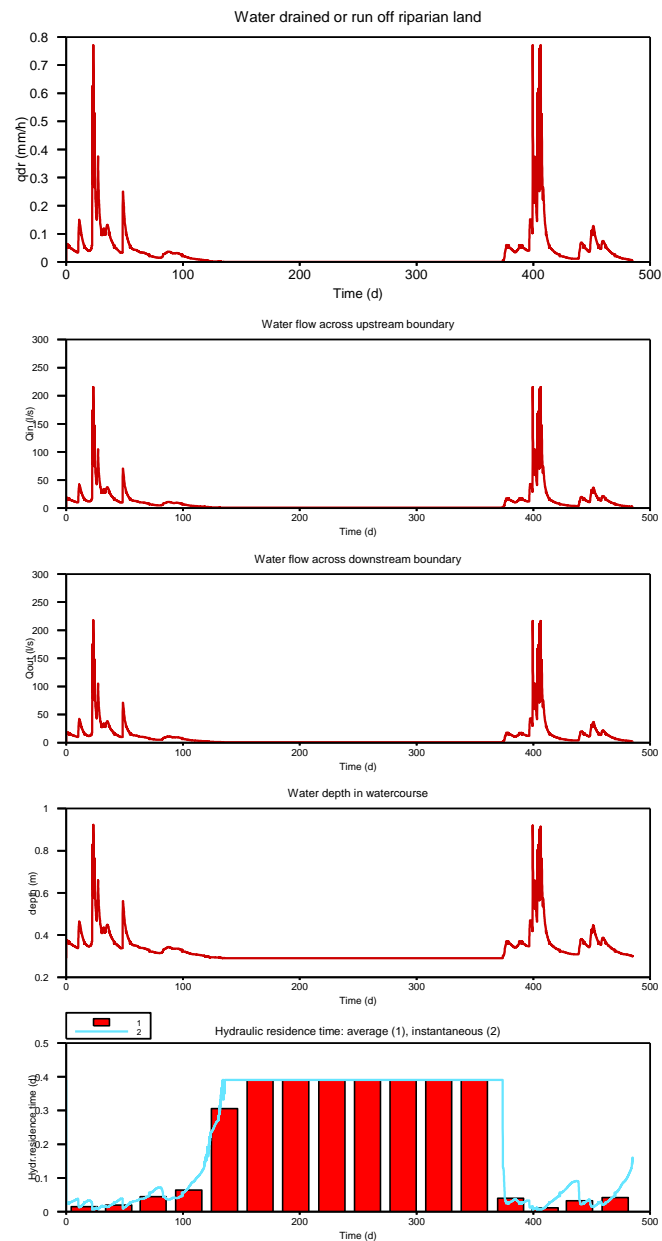 Water drained or run off riparian land
0.8
0.7
0.6
0.5
0.4
0.3
0.2
0.1
0
qdr (mm/h)
0 100 200 300 400 500
Time (d)
Water flow across upstream boundary
300
250
200
150
100
50
0
Qin (l/s)
0 100 200 300 400 500
Time (d)
Water flow across downstream boundary
300
250
200
150
100
50
0
Qout (l/s)
0 100 200 300 400 500
Time (d)
Water depth in watercourse
1
0.8
0.6
0.4
0.2
depth (m)
0 100 200 300 400 500
Time (d)
1
2
Hydraulic residence time: average (1), instantaneous (2)
0.5
0.4
0.3
0.2
0.1
0
Hydr.residence time (d)
0 100 200 300 400 500
Time (d)